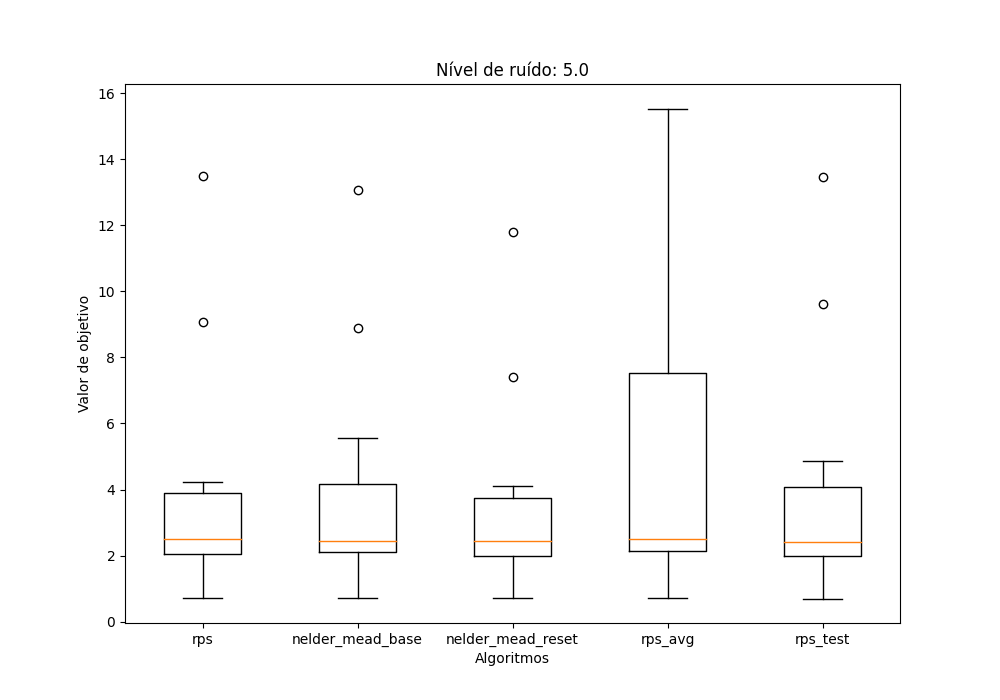 Nível de ruído: 5.0
Valor de objetivo
16
14
12
10
8
6
4
2
0
rps nelder_mead_base nelder_mead_reset rps_avg rps_test
Algoritmos